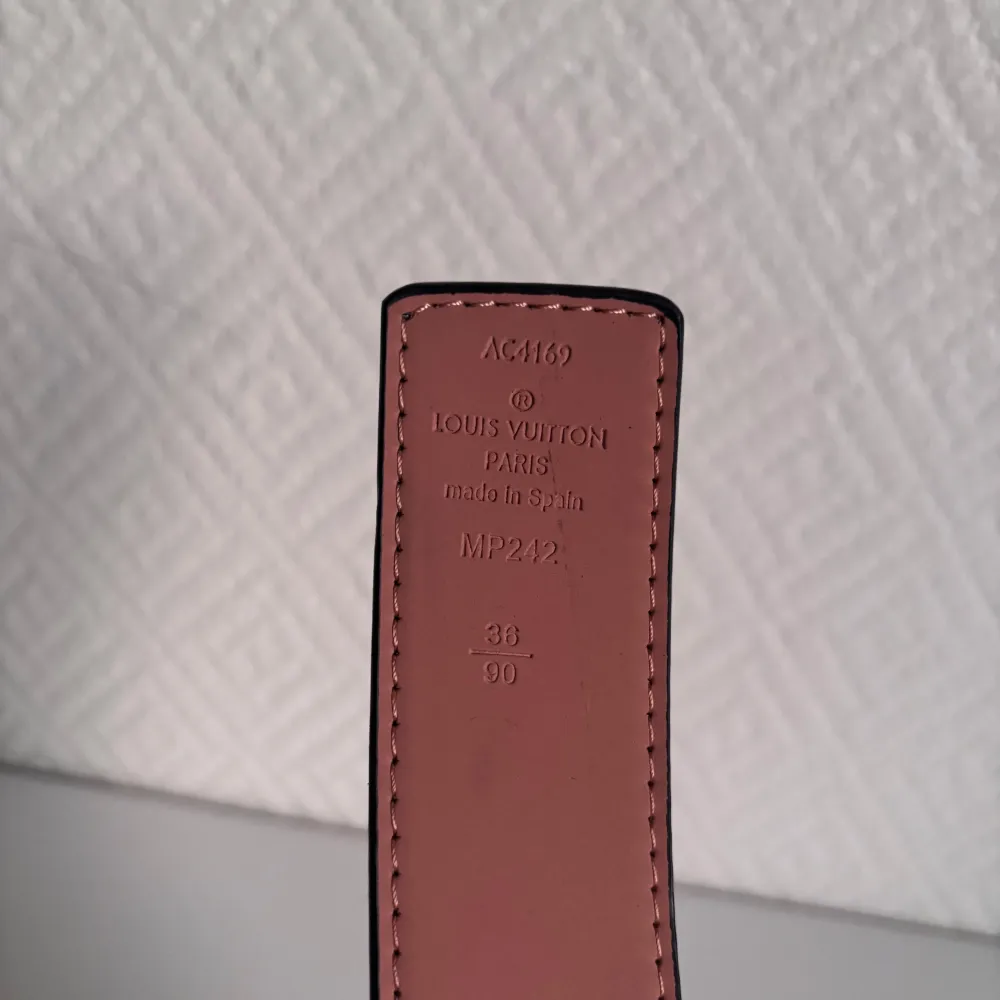 AC4169
®
LOUIS VUITTON
PARIS
made in Spain
MP242
36
90